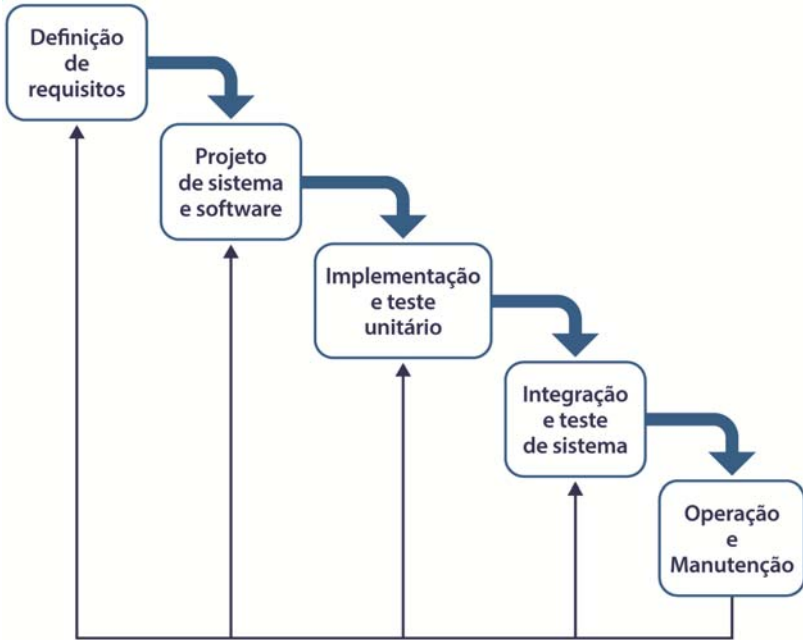 Definição
de
requisitos
Projeto
de sistema
e software
Implementação
e teste
unitário
Integração
e teste
de sistema
Operação
e
Manutenção